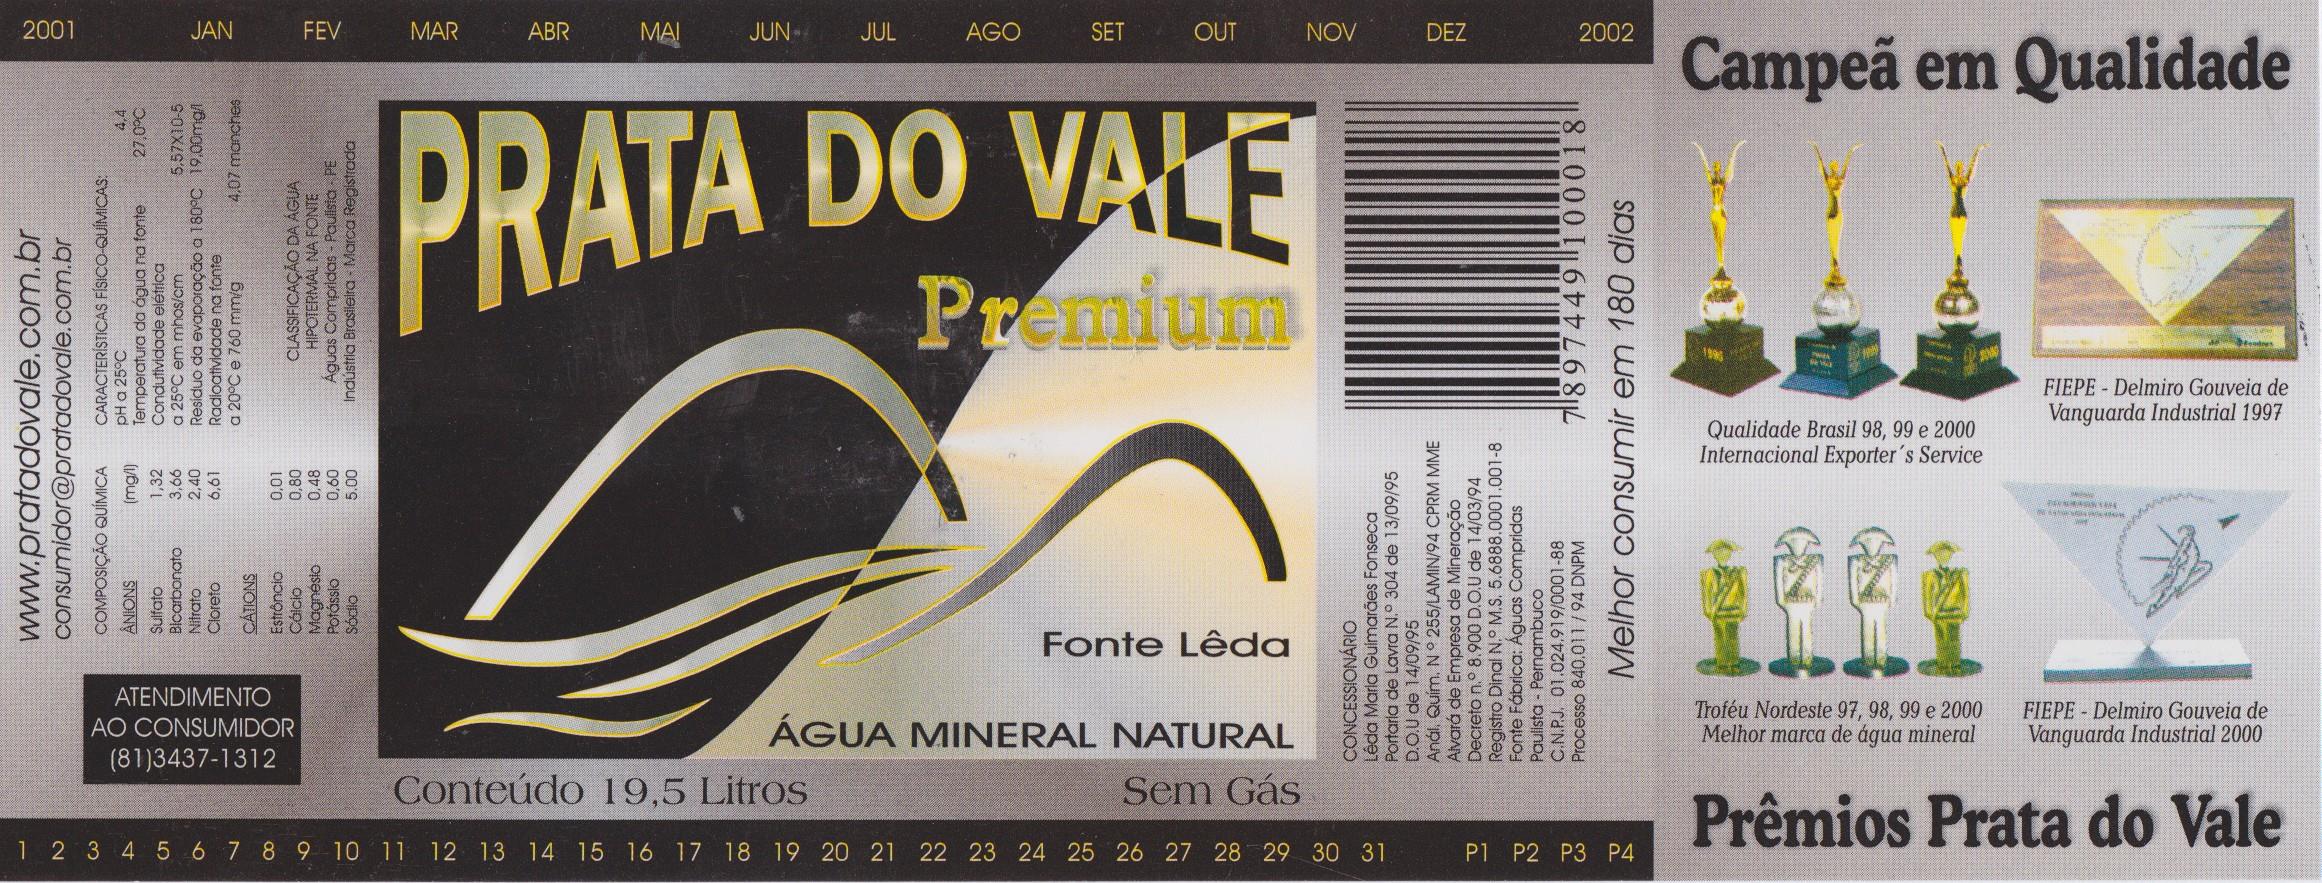 2001 JAN FEV MAR ABR MAI JUN JUL AGO SET OUT NOV DEZ 2002
www.pratadovale.com.br
consumidor@pratadovale.com.br
COMPOSIÇÃO QUÍMICA
ÂNIONS (mg/l)
Sulfato 1,32
Bicarbonato 3,66
Nitrato 2,40
Cloreto 6,61
CÁTIONS
Estrôncio 0,01
Cálcio 0,80
Magnésio 0,48
Potássio 0,60
Sódio 5,00
CARACTERÍSTICAS FÍSICO-QUÍMICAS:
pH a 25ºC 4,4
Temperatura da água na fonte 27,0ºC
Condutividade elétrica
a 25ºC em mhos/cm 5,57X10-5
Resíduo da evaporação a 180ºC 19,00mg/l
Radioatividade na fonte
a 20ºC e 760 mm/g 4,07 manches
CLASSIFICAÇÃO DA ÁGUA
HIPOTERMAL NA FONTE
Águas Compridas - Paulista - PE
Indústria Brasileira - Marca Registrada
ATENDIMENTO
AO CONSUMIDOR
(81)3437-1312
PRATA DO VALE
Premium
Fonte Lêda
ÁGUA MINERAL NATURAL
Conteúdo 19,5 Litros
Sem Gás
7 897449 100018
CONCESSIONÁRIO
Lêda Maria Guimarães Fonseca
Portaria de Lavra N.º 304 de 13/09/95
D.O.U de 14/09/95
Anál. Quím. N º 255/LAMIN/94 CPRM MME
Alvará de Empresa de Mineração
Decreto n.º 8.900 D.O.U de 14/03/94
Registro Dinal N.º M.S. 5.6888.0001.001-8
Fonte Fábrica: Águas Compridas
Paulista - Pernambuco
C.N.P.J. 01.024.919/0001-88
Processo 840.011 / 94 DNPM
Melhor consumir em 180 dias
1 2 3 4 5 6 7 8 9 10 11 12 13 14 15 16 17 18 19 20 21 22 23 24 25 26 27 28 29 30 31 P1 P2 P3 P4
Campeã em Qualidade
Qualidade Brasil 98, 99 e 2000
Internacional Exporter´s Service
FIEPE - Delmiro Gouveia de
Vanguarda Industrial 1997
Troféu Nordeste 97, 98, 99 e 2000
Melhor marca de água mineral
FIEPE - Delmiro Gouveia de
Vanguarda Industrial 2000
Prêmios Prata do Vale